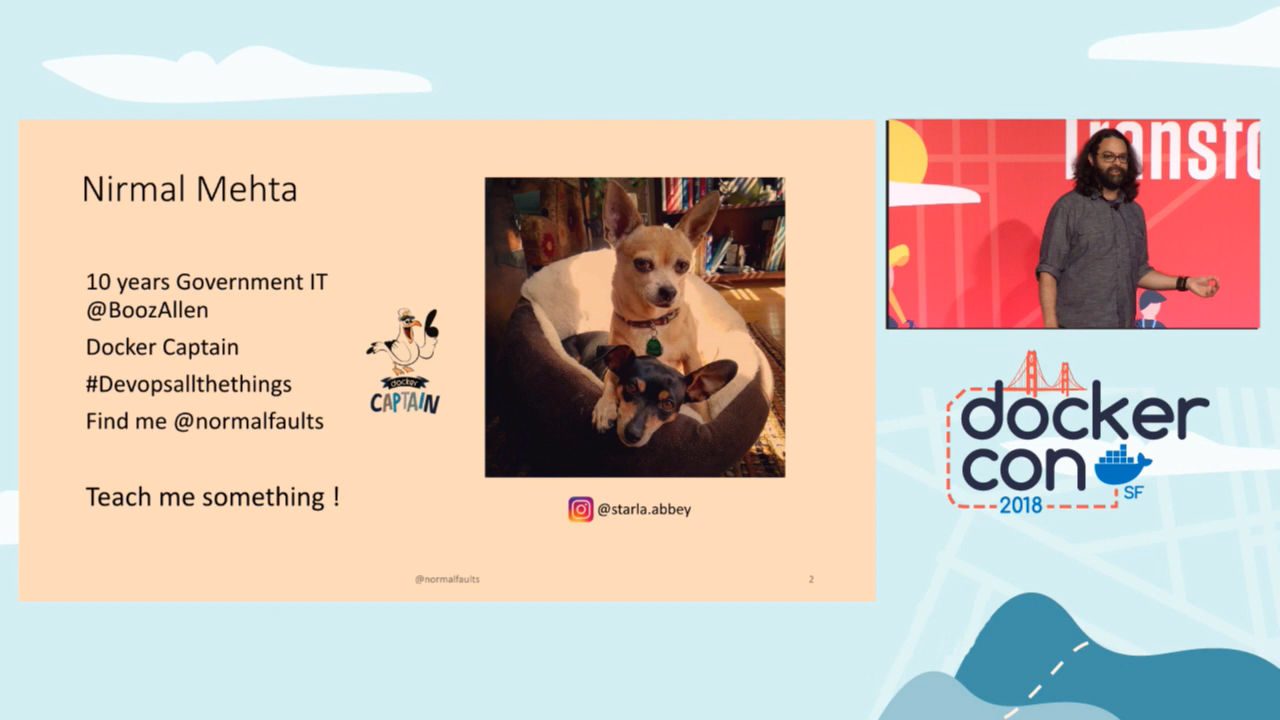 Nirmal Mehta
10 years Government IT
@BoozAllen
Docker Captain
#Devopsallthethings
Find me @normalfaults
Teach me something !
docker
CAPTAIN
@starla.abbey
@normalfaults
2
Transfo
docker
con
SF
2018